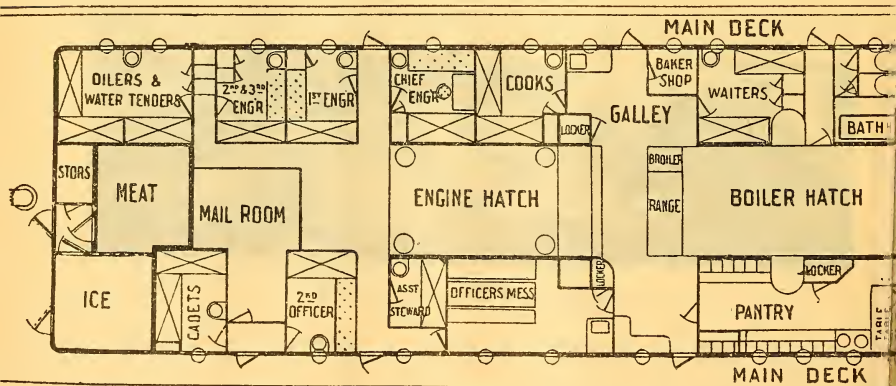 MAIN DECK
OILERS &
WATER TENDERS
2ND & 3RD
ENGR
1ST ENGR
CHIEF
ENGR
COOKS
BAKER
SHOP
WAITERS
GALLEY
LOCKER
BATH
STORS
MEAT
MAIL ROOM
ENGINE HATCH
BROILER
RANGE
BOILER HATCH
ICE
CADETS
2ND
OFFICER
ASST
STEWARD
OFFICERS MESS
LOCKER
LOCKER
PANTRY
TABLE
MAIN DECK